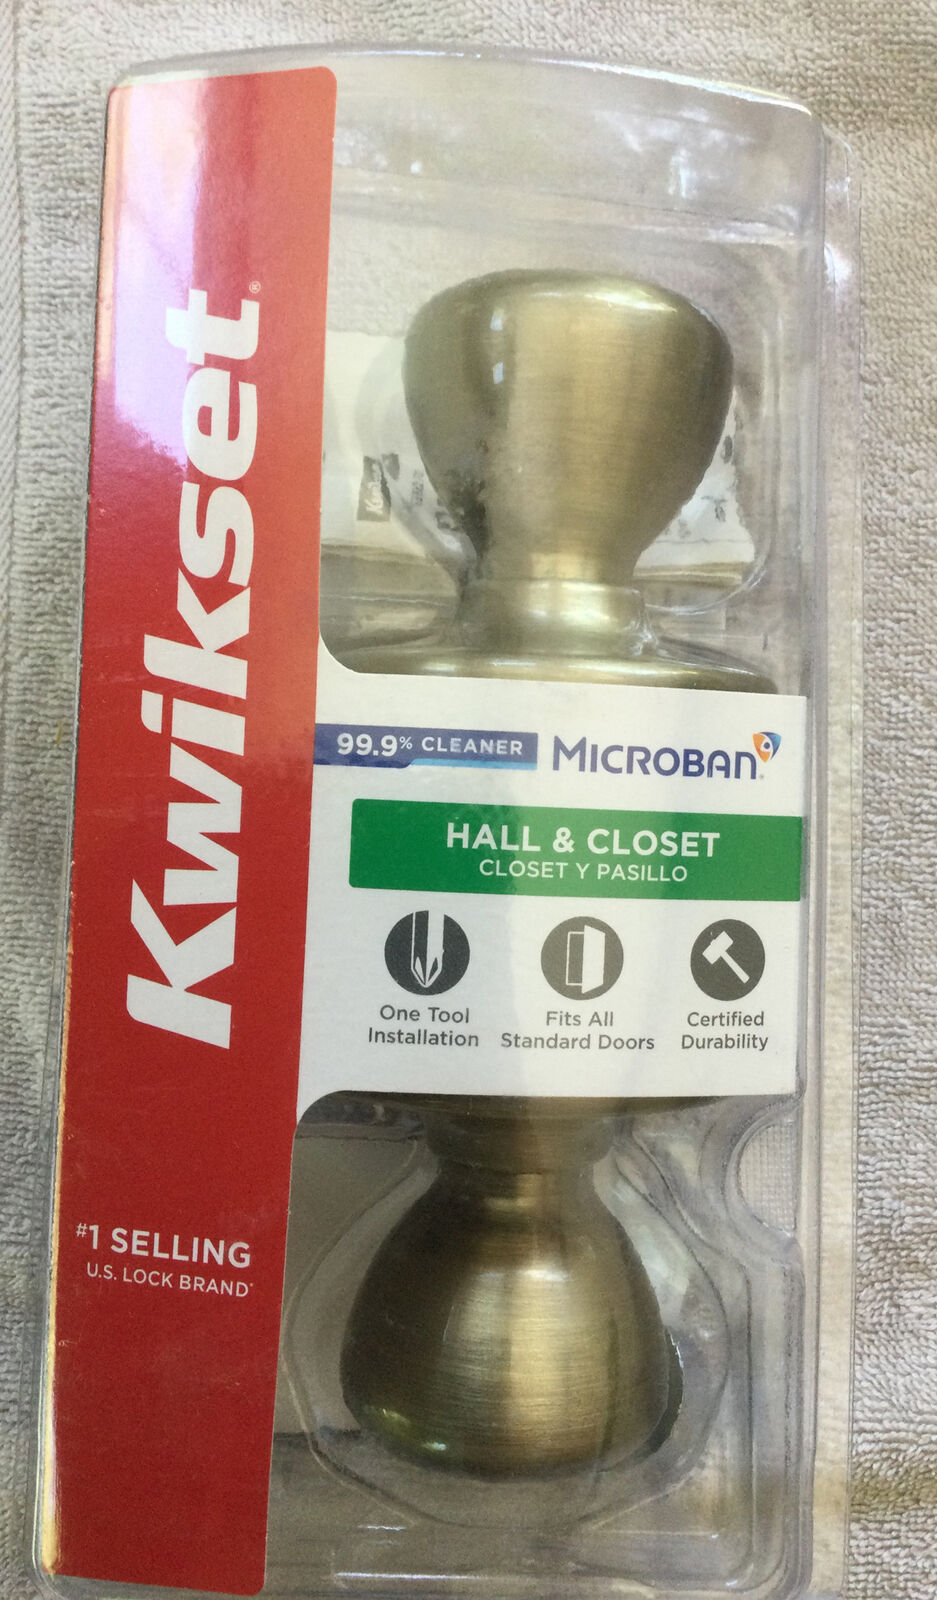 Kwikset®
99.9% CLEANER
MICROBAN®
HALL & CLOSET
CLOSET Y PASILLO
One Tool
Installation
Fits All
Standard Doors
Certified
Durability
#1 SELLING
U.S. LOCK BRAND*